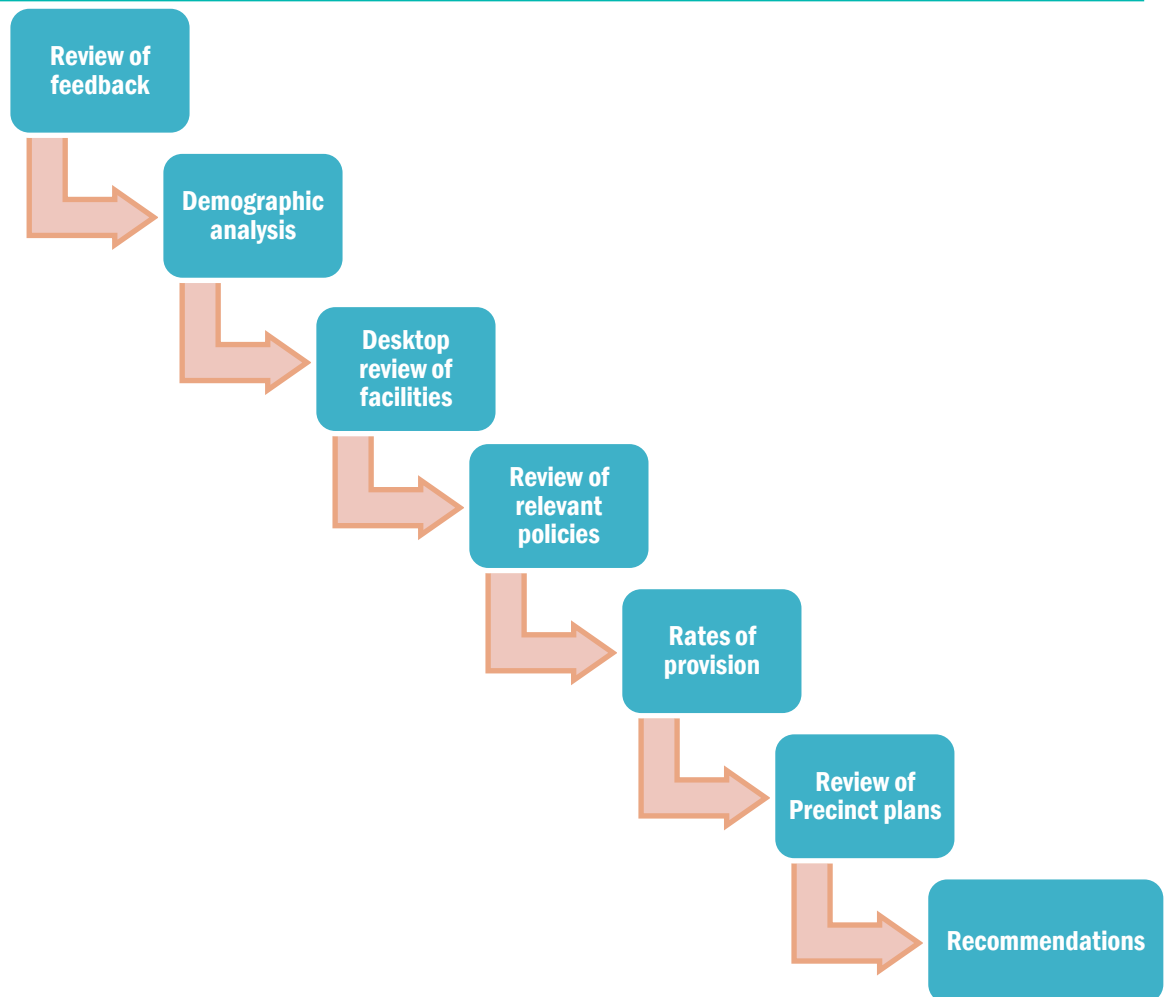 Review of
feedback
Demographic
analysis
Desktop
review of
facilities
Review of
relevant
policies
Rates of
provision
Review of
Precinct plans
Recommendations